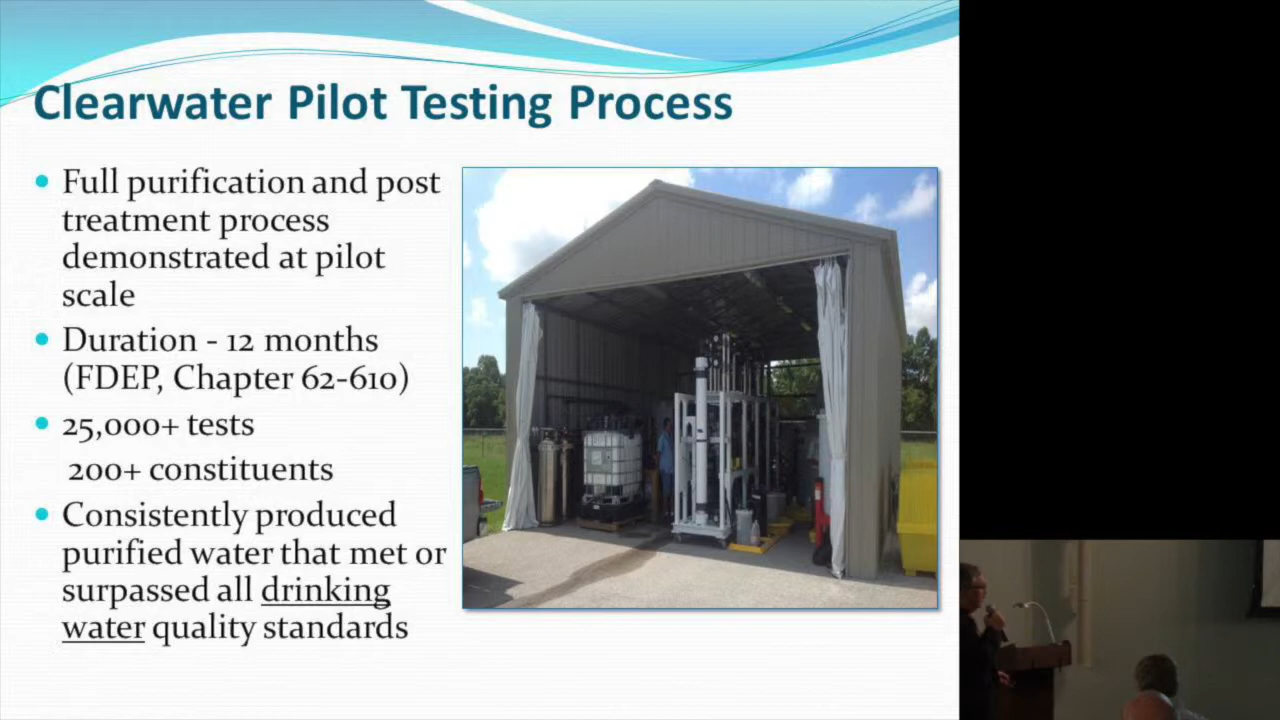 Clearwater Pilot Testing Process
• Full purification and post
treatment process
demonstrated at pilot
scale
• Duration - 12 months
(FDEP, Chapter 62-610)
• 25,000+ tests
200+ constituents
• Consistently produced
purified water that met or
surpassed all drinking
water quality standards